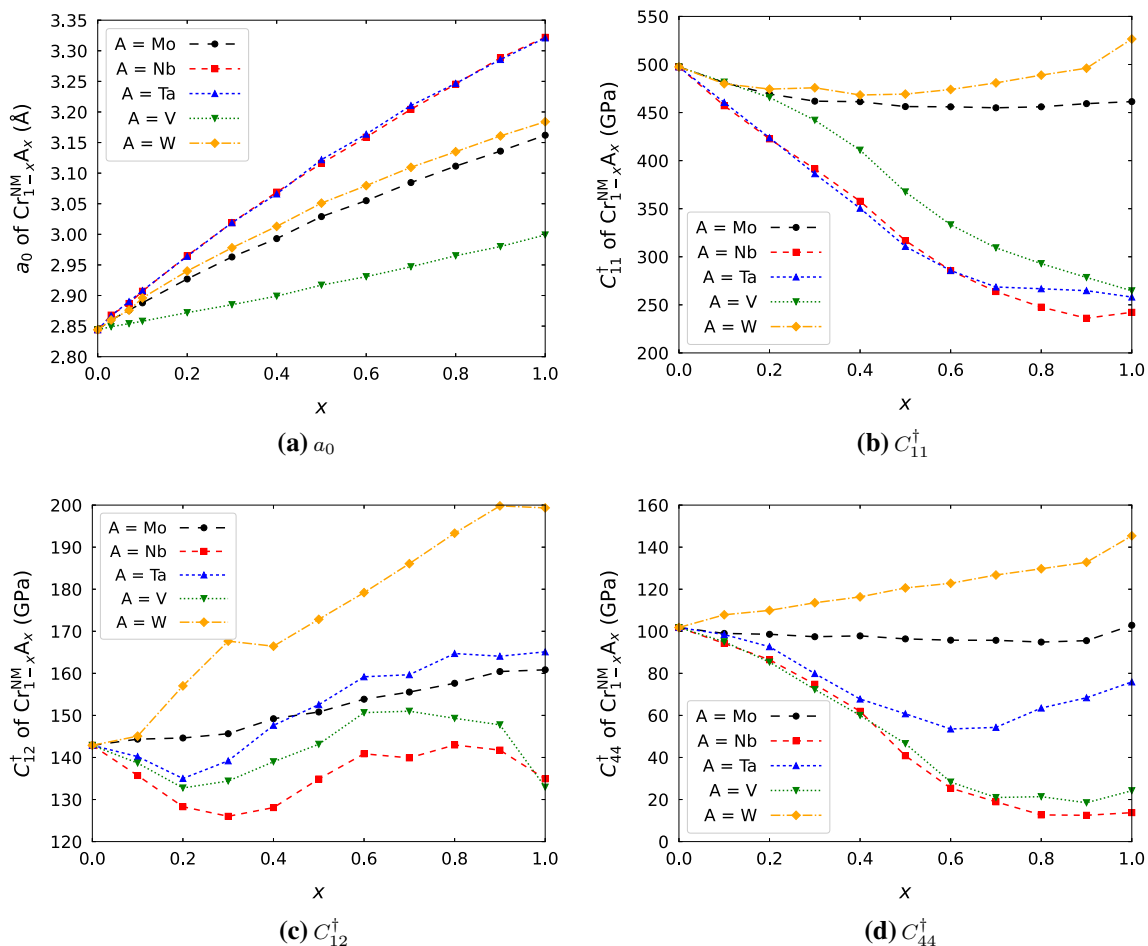 a₀ of Cr₁₋ₓᴺᴹAₓ (Å)
3.35
3.30
3.25
3.20
3.15
3.10
3.05
3.00
2.95
2.90
2.85
2.80
A = Mo
A = Nb
A = Ta
A = V
A = W
0.0 0.2 0.4 0.6 0.8 1.0
x
(a) a₀
C₁₁† of Cr₁₋ₓᴺᴹAₓ (GPa)
550
500
450
400
350
300
250
200
A = Mo
A = Nb
A = Ta
A = V
A = W
0.0 0.2 0.4 0.6 0.8 1.0
x
(b) C₁₁†
C₁₂† of Cr₁₋ₓᴺᴹAₓ (GPa)
200
190
180
170
160
150
140
130
120
A = Mo
A = Nb
A = Ta
A = V
A = W
0.0 0.2 0.4 0.6 0.8 1.0
x
(c) C₁₂†
C₄₄† of Cr₁₋ₓᴺᴹAₓ (GPa)
160
140
120
100
80
60
40
20
0
A = Mo
A = Nb
A = Ta
A = V
A = W
0.0 0.2 0.4 0.6 0.8 1.0
x
(d) C₄₄†